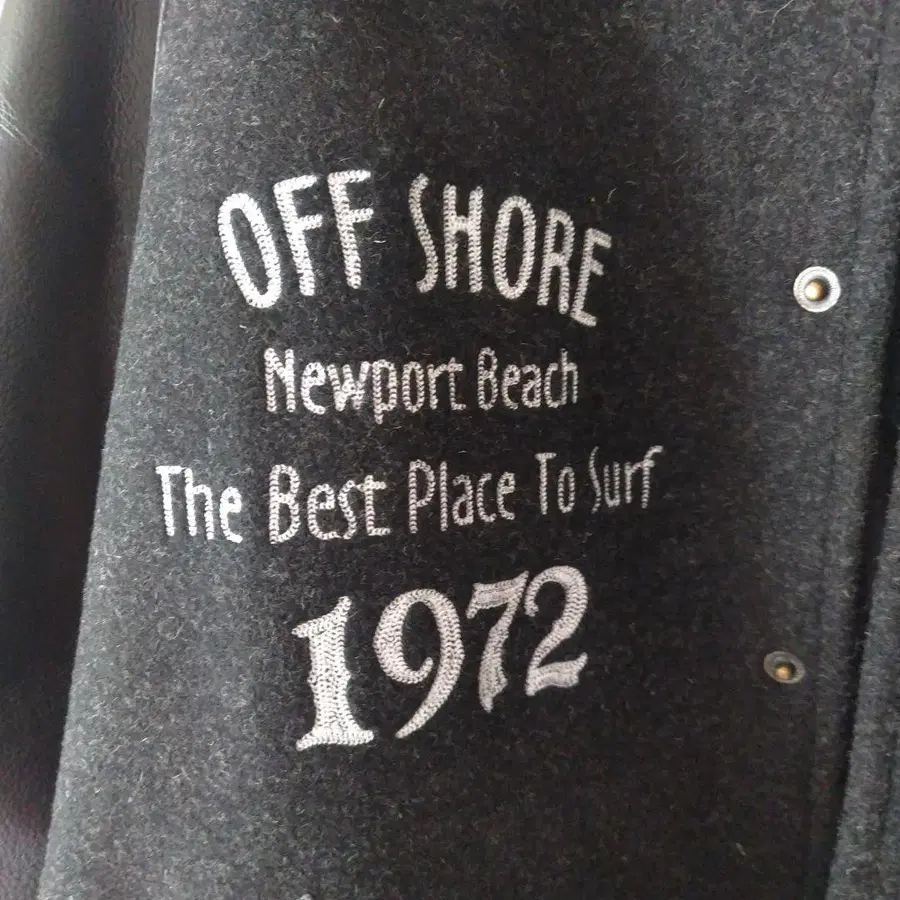 OFF SHORE
Newport Beach
The Best Place To Surf
1972